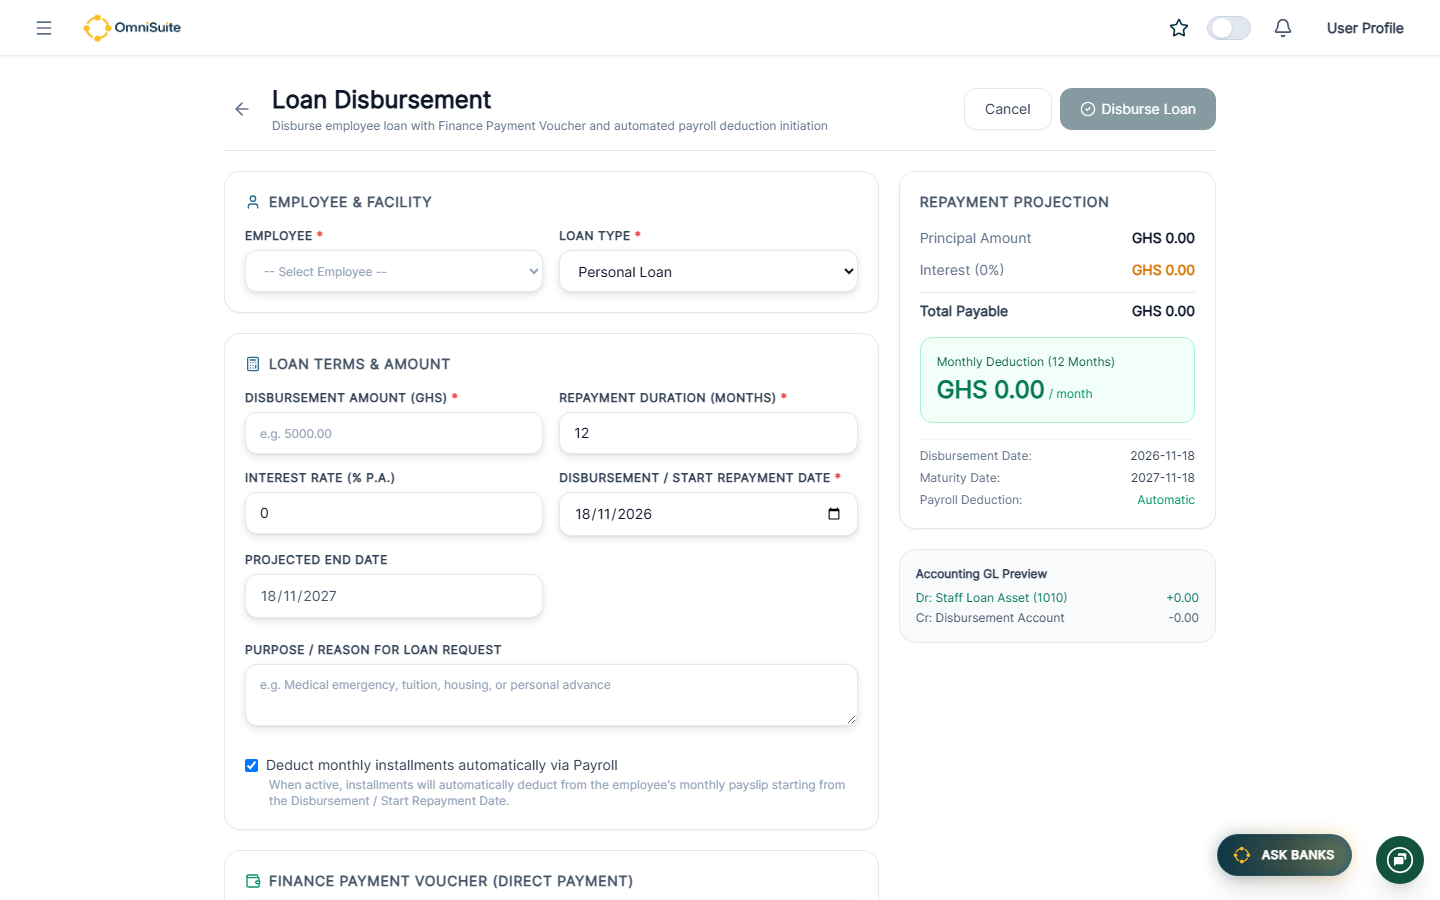 OmniSuite
User Profile
Loan Disbursement
Disburse employee loan with Finance Payment Voucher and automated payroll deduction initiation
Cancel
Disburse Loan
EMPLOYEE & FACILITY
EMPLOYEE *
LOAN TYPE *
-- Select Employee --
Personal Loan
LOAN TERMS & AMOUNT
DISBURSEMENT AMOUNT (GHS) *
REPAYMENT DURATION (MONTHS) *
e.g. 5000.00
12
INTEREST RATE (% P.A.)
DISBURSEMENT / START REPAYMENT DATE *
0
18/11/2026
PROJECTED END DATE
18/11/2027
PURPOSE / REASON FOR LOAN REQUEST
e.g. Medical emergency, tuition, housing, or personal advance
Deduct monthly installments automatically via Payroll
When active, installments will automatically deduct from the employee's monthly payslip starting from
the Disbursement / Start Repayment Date.
FINANCE PAYMENT VOUCHER (DIRECT PAYMENT)
REPAYMENT PROJECTION
Principal Amount GHS 0.00
Interest (0%) GHS 0.00
Total Payable GHS 0.00
Monthly Deduction (12 Months)
GHS 0.00 / month
Disbursement Date: 2026-11-18
Maturity Date: 2027-11-18
Payroll Deduction: Automatic
Accounting GL Preview
Dr: Staff Loan Asset (1010) +0.00
Cr: Disbursement Account -0.00
ASK BANKS